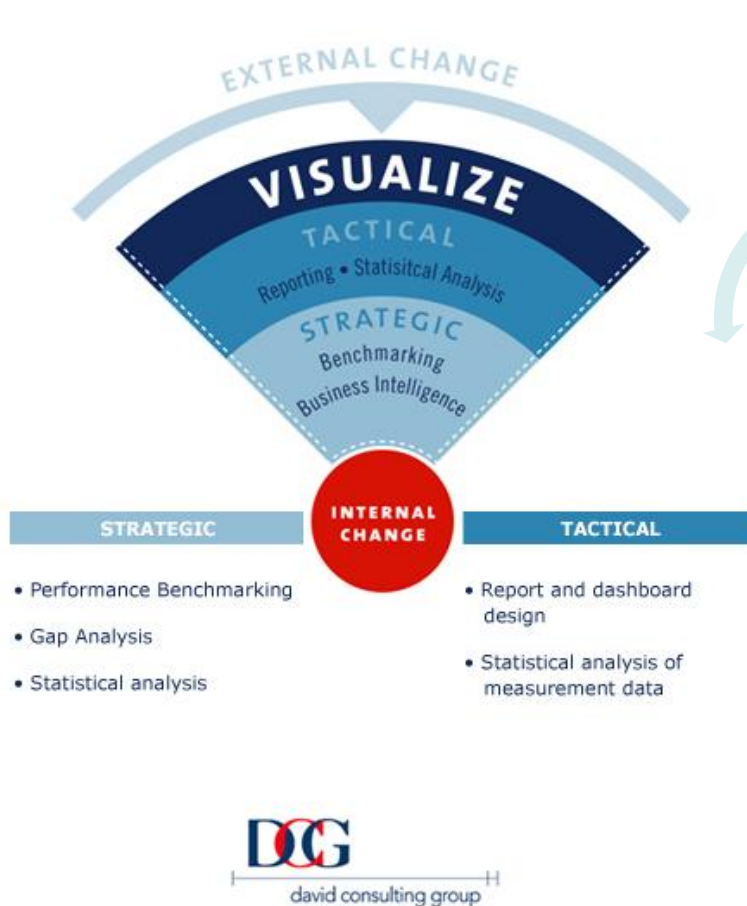 EXTERNAL CHANGE
VISUALIZE
TACTICAL
Reporting • Statisitcal Analysis
STRATEGIC
Benchmarking
Business Intelligence
INTERNAL
CHANGE
STRATEGIC
• Performance Benchmarking
• Gap Analysis
• Statistical analysis
TACTICAL
• Report and dashboard
design
• Statistical analysis of
measurement data
DCG
david consulting group